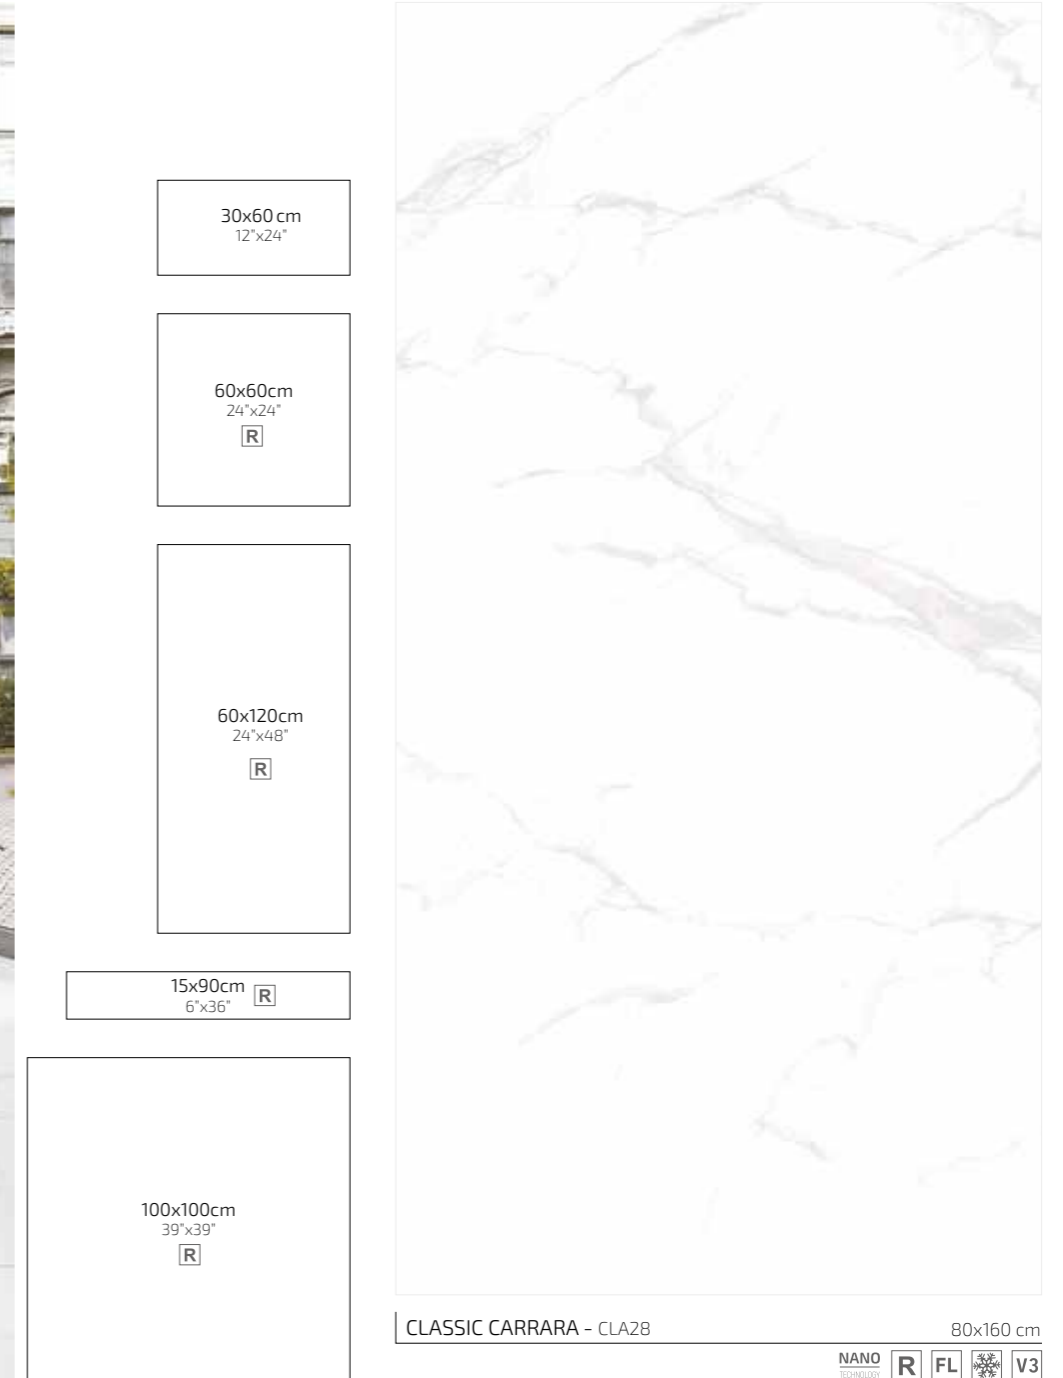 30x60 cm
12"x24"
60x60cm
24"x24"
R
60x120cm
24"x48"
R
15x90cm
6"x36"
R
100x100cm
39"x39"
R
CLASSIC CARRARA - CLA28
80x160 cm
NANO
TECHNOLOGY
R
FL
V3